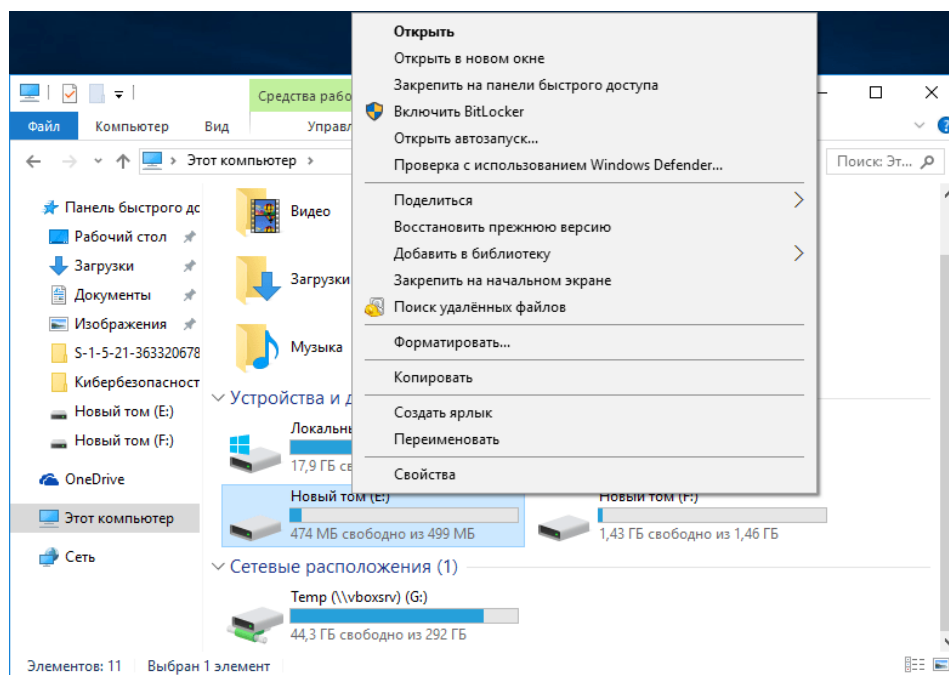 Открыть
Открыть в новом окне
Закрепить на панели быстрого доступа
Включить BitLocker
Открыть автозапуск...
Проверка с использованием Windows Defender...
Поделиться
Восстановить прежнюю версию
Добавить в библиотеку
Закрепить на начальном экране
Поиск удалённых файлов
Форматировать...
Копировать
Создать ярлык
Переименовать
Свойства
Средства рабо
Файл Компьютер Вид Управл
Этот компьютер
Поиск: Эт...
Панель быстрого дс
Рабочий стол
Загрузки
Документы
Изображения
S-1-5-21-363320678
Кибербезопасност
Новый том (E:)
Новый том (F:)
OneDrive
Этот компьютер
Сеть
Видео
Загрузки
Музыка
Устройства и д
Локальн
17,9 ГБ св
Новый том (E:)
474 МБ свободно из 499 МБ
Новый том (F:)
1,43 ГБ свободно из 1,46 ГБ
Сетевые расположения (1)
Temp (\\vboxsrv) (G:)
44,3 ГБ свободно из 292 ГБ
Элементов: 11 Выбран 1 элемент